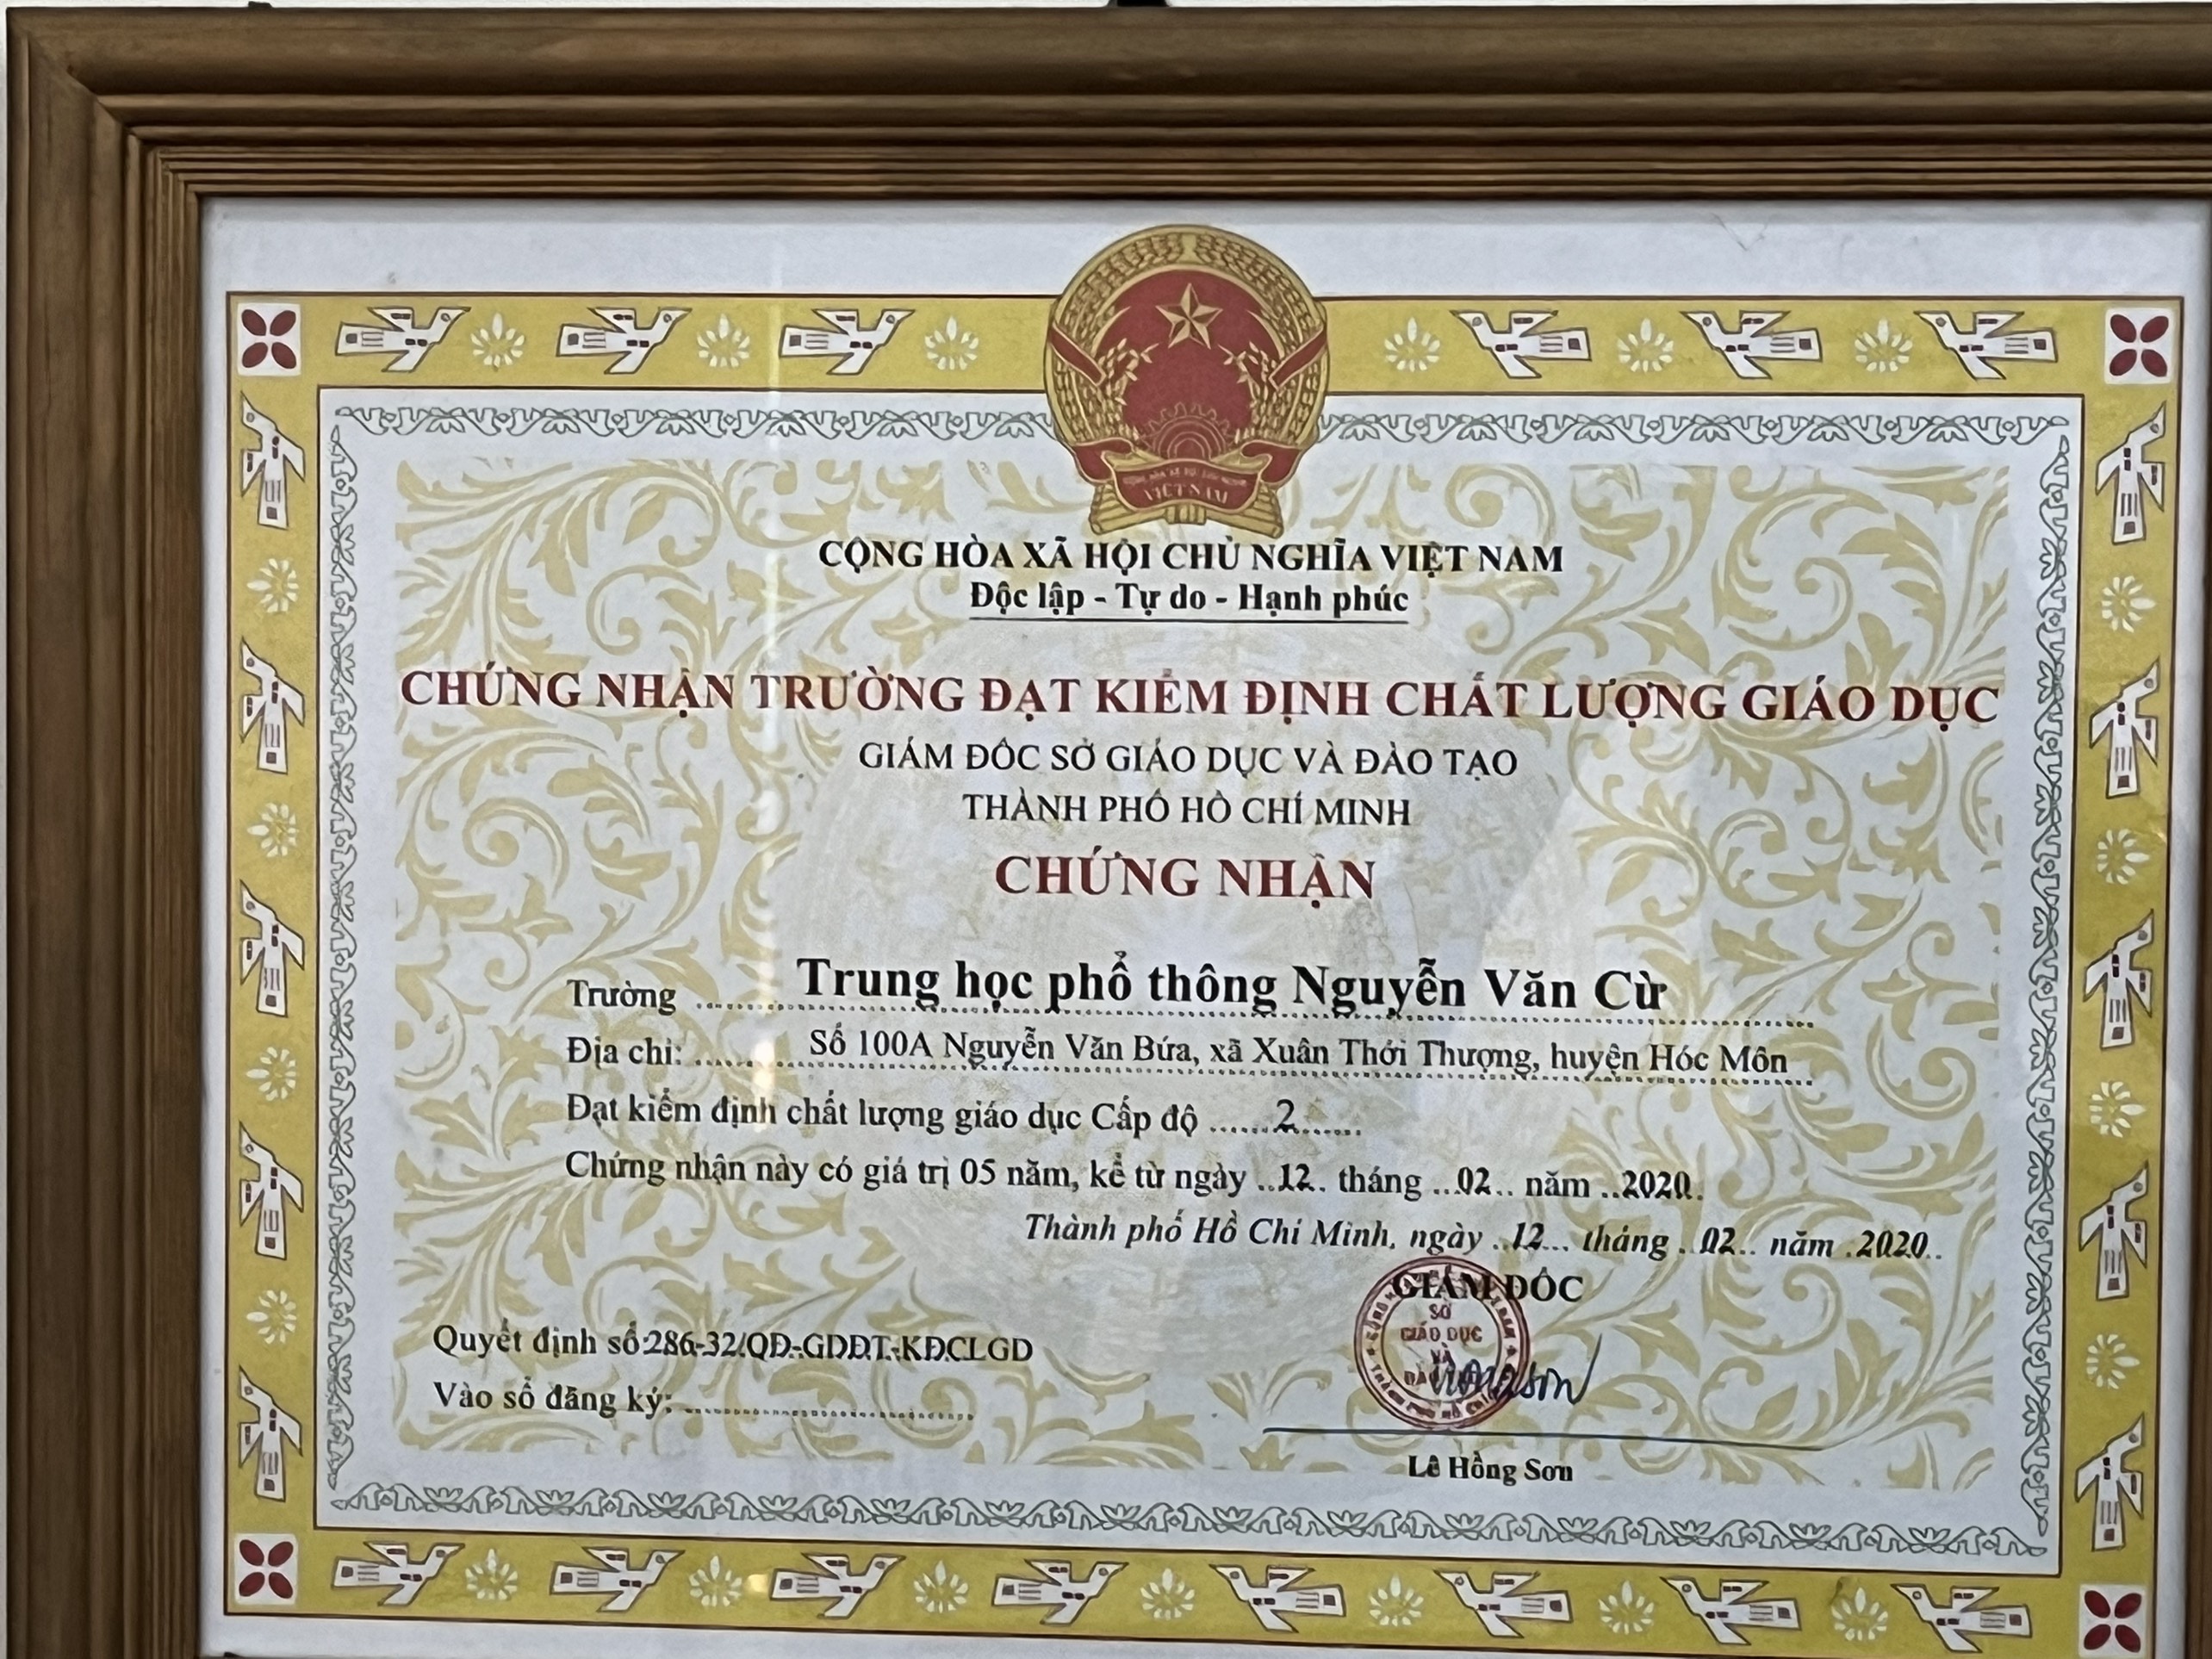 VIỆT NAM
CỘNG HÒA XÃ HỘI CHỦ NGHĨA VIỆT NAM
Độc lập - Tự do - Hạnh phúc
CHỨNG NHẬN TRƯỜNG ĐẠT KIỂM ĐỊNH CHẤT LƯỢNG GIÁO DỤC
GIÁM ĐỐC SỞ GIÁO DỤC VÀ ĐÀO TẠO
THÀNH PHỐ HỒ CHÍ MINH
CHỨNG NHẬN
Trường ........ Trung học phổ thông Nguyễn Văn Cừ
Địa chỉ: ........ Số 100A Nguyễn Văn Bứa, xã Xuân Thới Thượng, huyện Hóc Môn
Đạt kiểm định chất lượng giáo dục Cấp độ ......2......
Chứng nhận này có giá trị 05 năm, kể từ ngày ..12. tháng ...02.. năm ..2020.
Thành phố Hồ Chí Minh, ngày ..12... tháng ..02.. năm .2020..
GIÁM ĐỐC
SỞ
GIÁO DỤC
VÀ
Quyết định số:286-32/QĐ-GDĐT-KĐCLGD
Vào sổ đăng ký: ........................
Lê Hồng Sơn